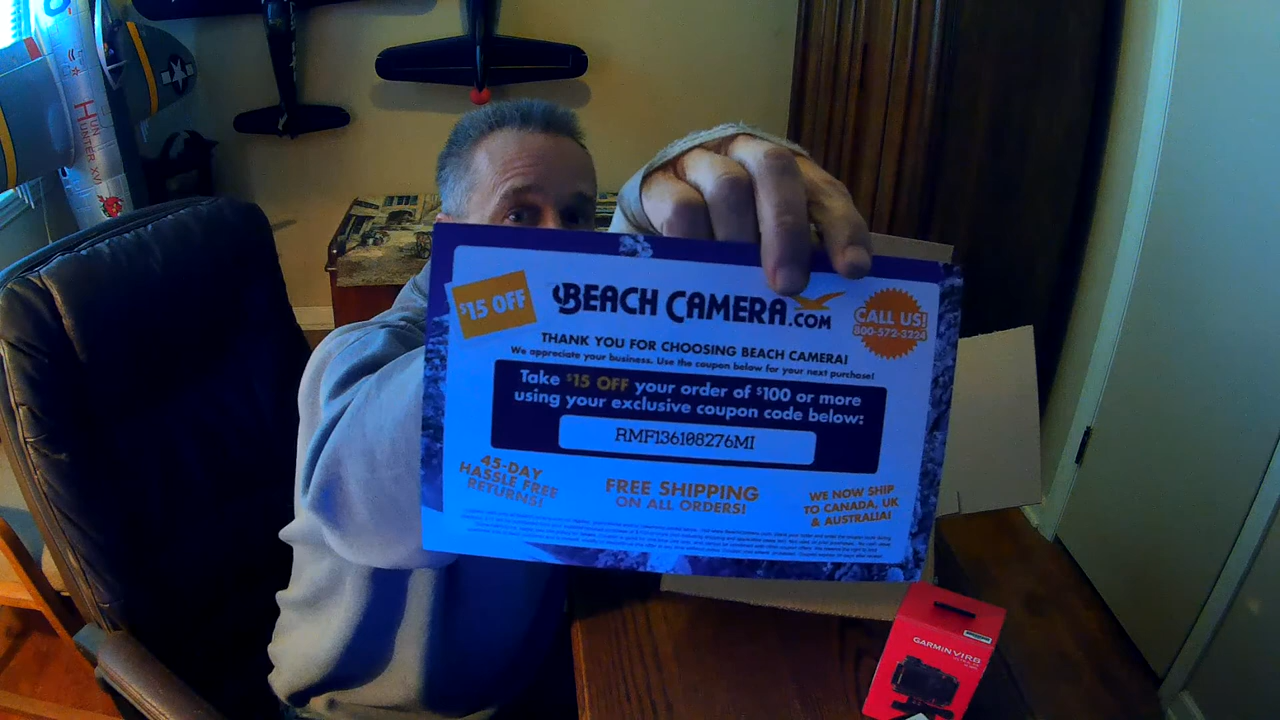 HUN
HUNTER XVI
$15 OFF
BEACH CAMERA.COM
CALL US!
800-572-3224
THANK YOU FOR CHOOSING BEACH CAMERA!
We appreciate your business. Use the coupon below for your next purchase!
Take $15 OFF your order of $100 or more
using your exclusive coupon code below:
RMF136108276MI
45-DAY
HASSLE FREE
RETURNS!
FREE SHIPPING
ON ALL ORDERS!
WE NOW SHIP
TO CANADA, UK
& AUSTRALIA!
GARMIN VIRB